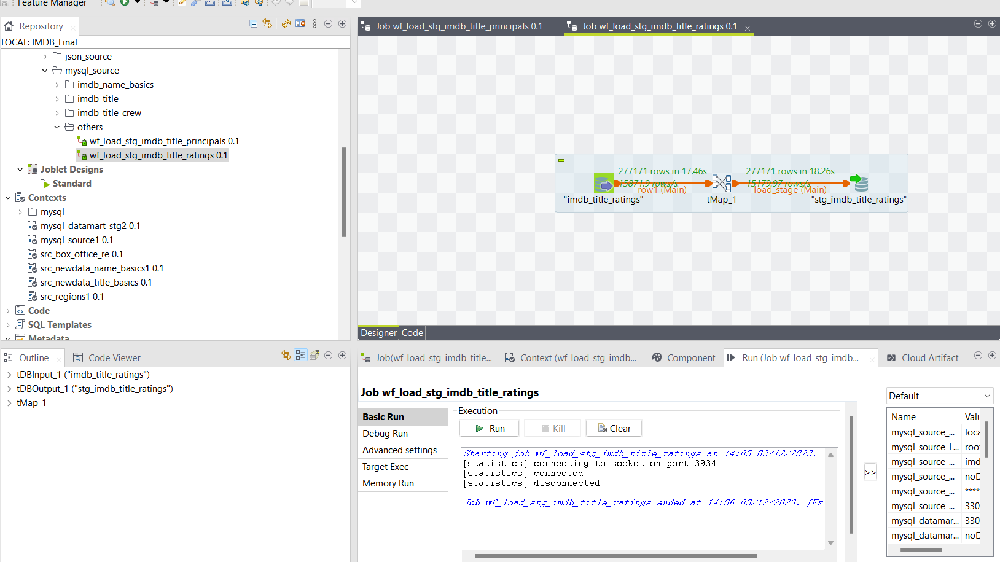 Feature Manager
Repository
LOCAL: IMDB_Final
json_source
mysql_source
imdb_name_basics
imdb_title
imdb_title_crew
others
wf_load_stg_imdb_title_principals 0.1
wf_load_stg_imdb_title_ratings 0.1
Joblet Designs
Standard
Contexts
mysql
mysql_datamart_stg2 0.1
mysql_source1 0.1
src_box_office_re 0.1
src_newdata_name_basics1 0.1
src_newdata_title_basics 0.1
src_regions1 0.1
Code
SQL Templates
Metadata
Job wf_load_stg_imdb_title_principals 0.1
Job wf_load_stg_imdb_title_ratings 0.1
277171 rows in 17.46s
15871.9 rows/s
row1 (Main)
277171 rows in 18.26s
15179.97 rows/s
load_stage (Main)
"imdb_title_ratings"
tMap_1
"stg_imdb_title_ratings"
Designer
Code
Outline
Code Viewer
tDBInput_1 ("imdb_title_ratings")
tDBOutput_1 ("stg_imdb_title_ratings")
tMap_1
Job(wf_load_stg_imdb_title...
Context (wf_load_stg_imdb...
Component
Run (Job wf_load_stg_imdb...
Cloud Artifact
Job wf_load_stg_imdb_title_ratings
Basic Run
Debug Run
Advanced settings
Target Exec
Memory Run
Execution
Run
Kill
Clear
Starting job wf_load_stg_imdb_title_ratings at 14:05 03/12/2023.
[statistics] connecting to socket on port 3934
[statistics] connected
[statistics] disconnected
Job wf_load_stg_imdb_title_ratings ended at 14:06 03/12/2023. [Ex
>>
Default
Name Valu
mysql_source_... loca
mysql_source_L... roo
mysql_source_... imd
mysql_source_... noD
mysql_source_... ****
mysql_source_... 330
mysql_datamar... 330
mysql_datamar... noD